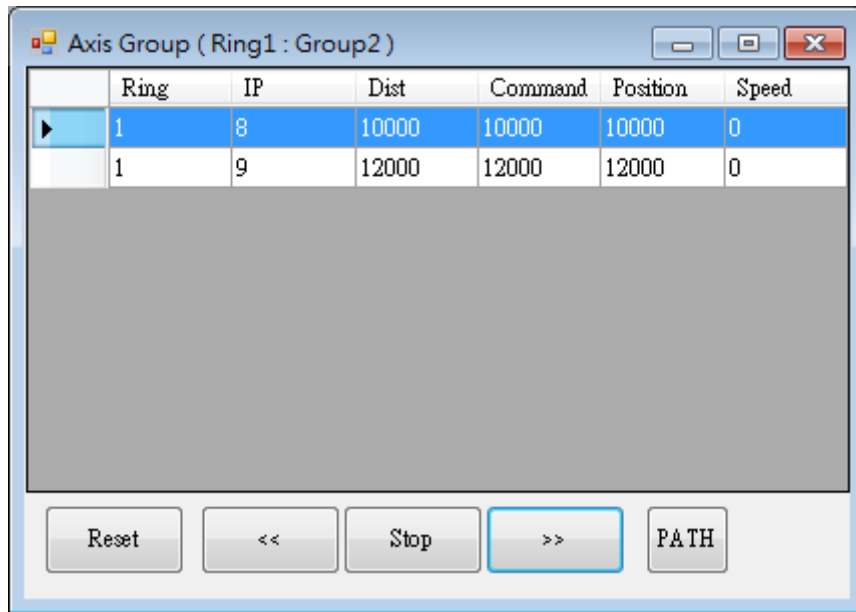 Axis Group ( Ring1 : Group2 )
Ring IP Dist Command Position Speed
1 8 10000 10000 10000 0
1 9 12000 12000 12000 0
Reset << Stop >> PATH